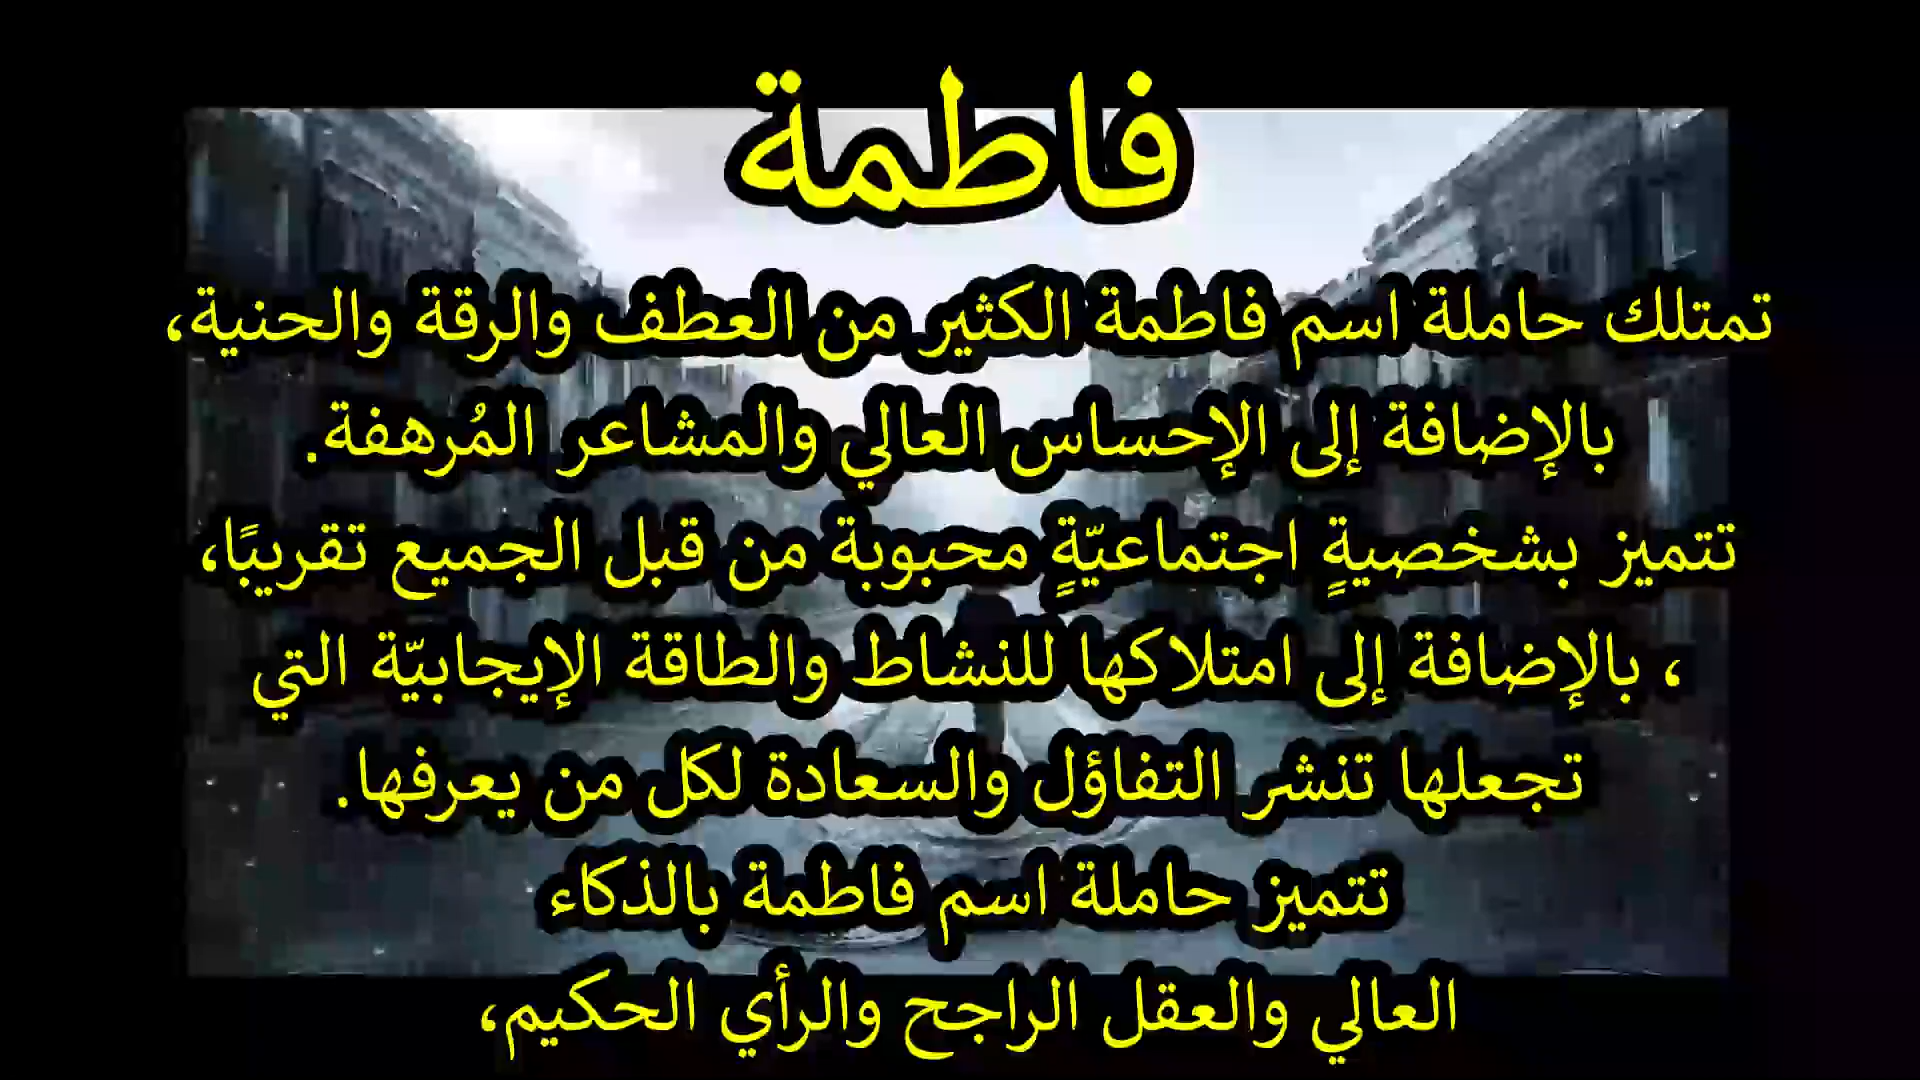 فاطمة
تمتلك حاملة اسم فاطمة الكثير من العطف والرقة والحنية،
بالإضافة إلى الإحساس العالي والمشاعر المُرهفة.
تتميز بشخصيةٍ اجتماعيّةٍ محبوبة من قبل الجميع تقريبًا،
، بالإضافة إلى امتلاكها للنشاط والطاقة الإيجابيّة التي
تجعلها تنشر التفاؤل والسعادة لكل من يعرفها.
تتميز حاملة اسم فاطمة بالذكاء
العالي والعقل الراجح والرأي الحكيم،